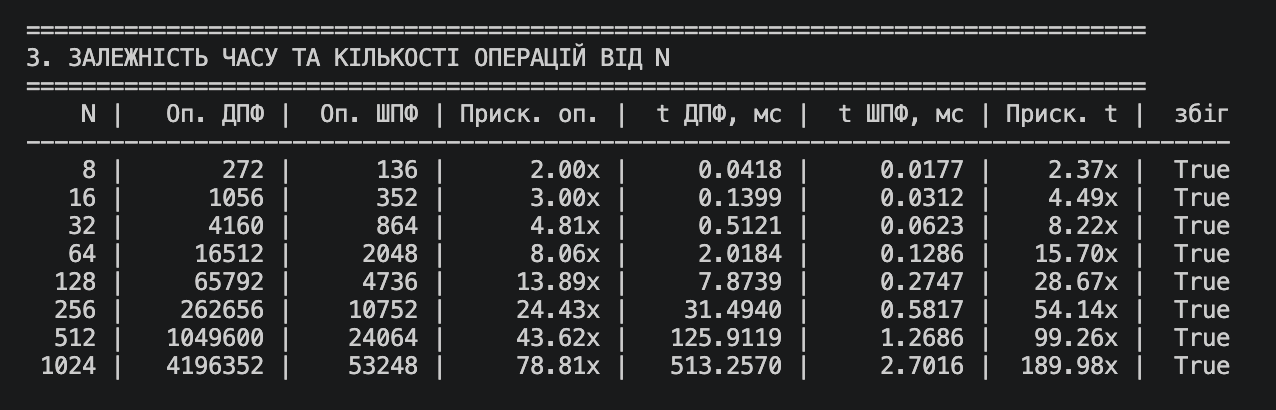 ================================================================================
3. ЗАЛЕЖНІСТЬ ЧАСУ ТА КІЛЬКОСТІ ОПЕРАЦІЙ ВІД N
================================================================================
    N |   Оп. ДПФ |   Оп. ШПФ | Приск. оп. |  t ДПФ, мс |  t ШПФ, мс | Приск. t |  збіг
--------------------------------------------------------------------------------------
    8 |       272 |       136 |      2.00x |     0.0418 |     0.0177 |    2.37x |  True
   16 |      1056 |       352 |      3.00x |     0.1399 |     0.0312 |    4.49x |  True
   32 |      4160 |       864 |      4.81x |     0.5121 |     0.0623 |    8.22x |  True
   64 |     16512 |      2048 |      8.06x |     2.0184 |     0.1286 |   15.70x |  True
  128 |     65792 |      4736 |     13.89x |     7.8739 |     0.2747 |   28.67x |  True
  256 |    262656 |     10752 |     24.43x |    31.4940 |     0.5817 |   54.14x |  True
  512 |   1049600 |     24064 |     43.62x |   125.9119 |     1.2686 |   99.26x |  True
 1024 |   4196352 |     53248 |     78.81x |   513.2570 |     2.7016 |  189.98x |  True